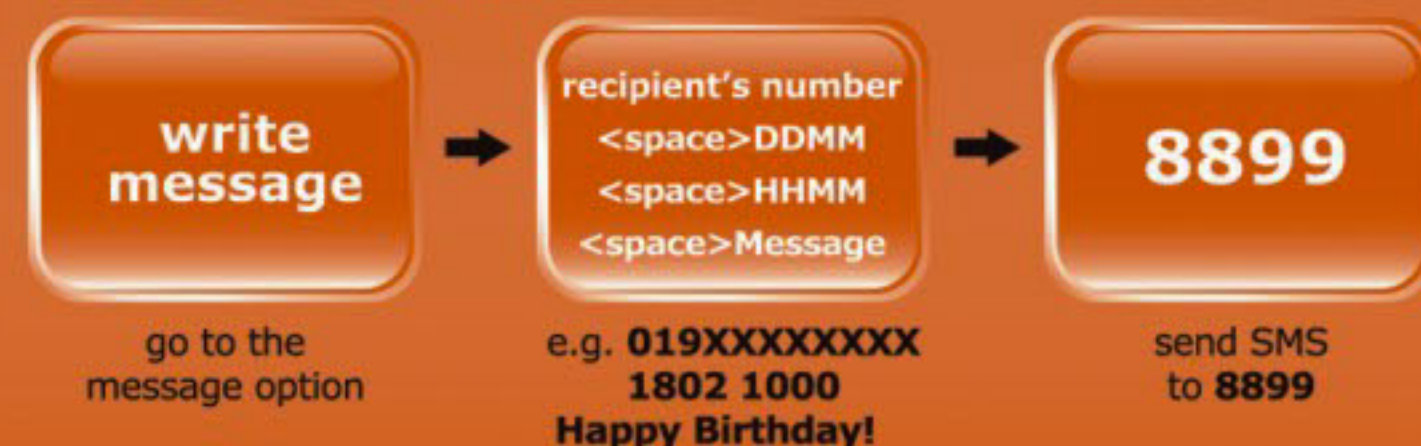 write
message
go to the
message option
recipient's number
<space>DDMM
<space>HHMM
<space>Message
e.g. 019XXXXXXXX
1802 1000
Happy Birthday!
8899
send SMS
to 8899